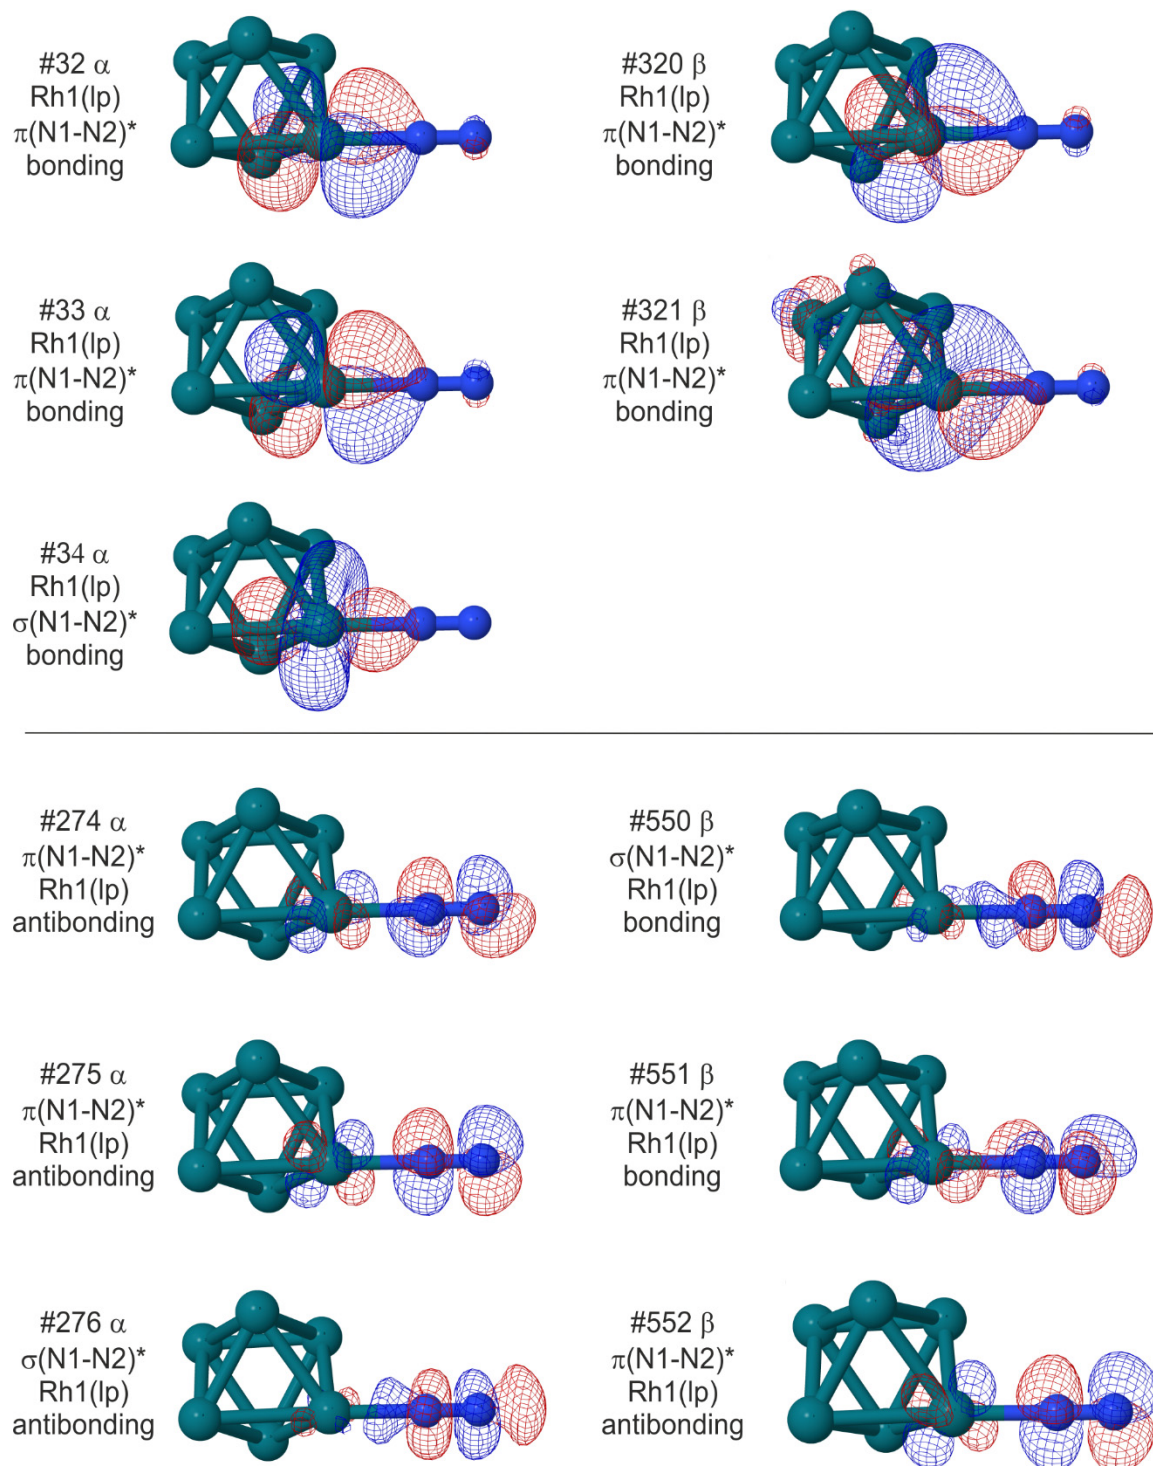 #32 α
Rh1(lp)
π(N1-N2)*
bonding
#320 β
Rh1(lp)
π(N1-N2)*
bonding
#33 α
Rh1(lp)
π(N1-N2)*
bonding
#321 β
Rh1(lp)
π(N1-N2)*
bonding
#34 α
Rh1(lp)
σ(N1-N2)*
bonding
#274 α
π(N1-N2)*
Rh1(lp)
antibonding
#550 β
σ(N1-N2)*
Rh1(lp)
bonding
#275 α
π(N1-N2)*
Rh1(lp)
antibonding
#551 β
π(N1-N2)*
Rh1(lp)
bonding
#276 α
σ(N1-N2)*
Rh1(lp)
antibonding
#552 β
π(N1-N2)*
Rh1(lp)
antibonding